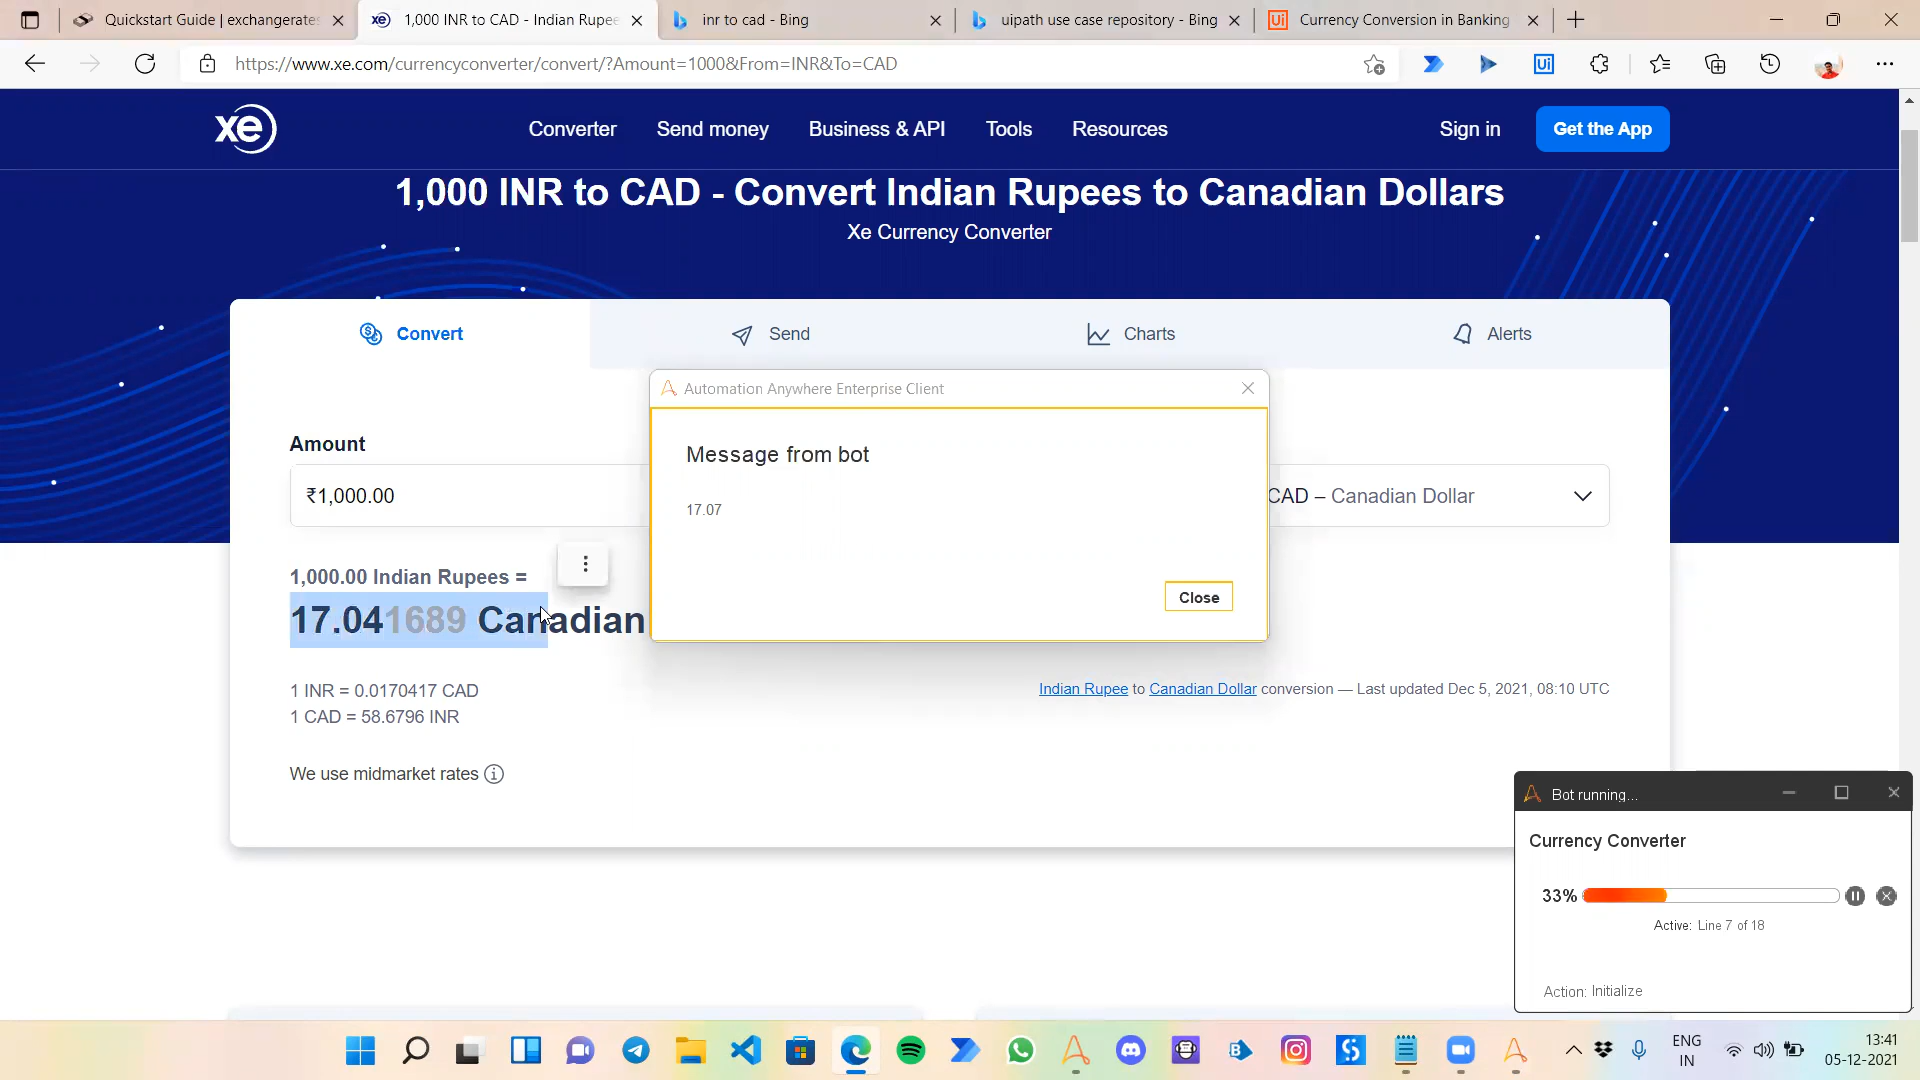 Quickstart Guide | exchangerates
1,000 INR to CAD - Indian Rupee
inr to cad - Bing
uipath use case repository - Bing
Ui
Currency Conversion in Banking
https://www.xe.com/currencyconverter/convert/?Amount=1000&From=INR&To=CAD
Ui
xe
Converter
Send money
Business & API
Tools
Resources
Sign in
Get the App
1,000 INR to CAD - Convert Indian Rupees to Canadian Dollars
Xe Currency Converter
Convert
Send
Charts
Alerts
Automation Anywhere Enterprise Client
Message from bot
17.07
Close
Amount
₹1,000.00
CAD – Canadian Dollar
1,000.00 Indian Rupees =
17.041689 Canadian
1 INR = 0.0170417 CAD
1 CAD = 58.6796 INR
Indian Rupee to Canadian Dollar conversion — Last updated Dec 5, 2021, 08:10 UTC
We use midmarket rates
Bot running...
Currency Converter
33%
Active: Line 7 of 18
Action: Initialize
ENG
IN
13:41
05-12-2021